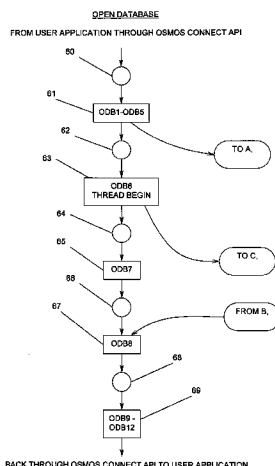 OPEN DATABASE
FROM USER APPLICATION THROUGH OSMOS CONNECT API
60
61
ODB1-ODB5
62
TO A,
63
ODB6
THREAD BEGIN
64
TO C,
65
ODB7
66
FROM B,
67
ODB8
68
69
ODB9 -
ODB12
BACK THROUGH OSMOS CONNECT API TO USER APPLICATION